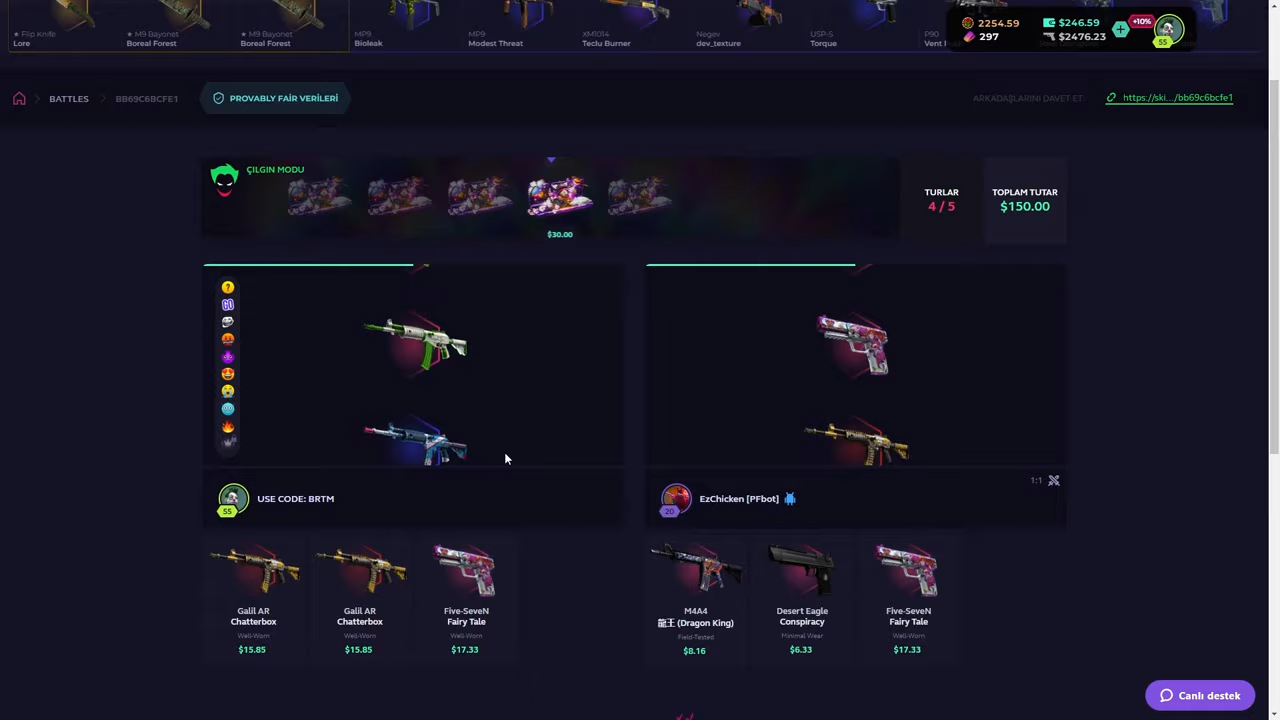 ★ Flip Knife
Lore
★ M9 Bayonet
Boreal Forest
★ M9 Bayonet
Boreal Forest
MP9
Bioleak
MP9
Modest Threat
XM1014
Teclu Burner
Negev
dev_texture
USP-S
Torque
P90
2254.59
297
$246.59
$2476.23
+10%
55
BATTLES
BB69C6BCFE1
PROVABLY FAİR VERİLERİ
ARKADAŞLARINI DAVET ET
https://ski.../bb69c6bcfe1
ÇILGIN MODU
$30.00
TURLAR
4 / 5
TOPLAM TUTAR
$150.00
GO
55
USE CODE: BRTM
20
EzChicken [PFbot]
1:1
Galil AR
Chatterbox
Well-Worn
$15.85
Galil AR
Chatterbox
Well-Worn
$15.85
Five-SeveN
Fairy Tale
Well-Worn
$17.33
M4A4
龍王 (Dragon King)
Field-Tested
$8.16
Desert Eagle
Conspiracy
Minimal Wear
$6.33
Five-SeveN
Fairy Tale
Well-Worn
$17.33
Canlı destek